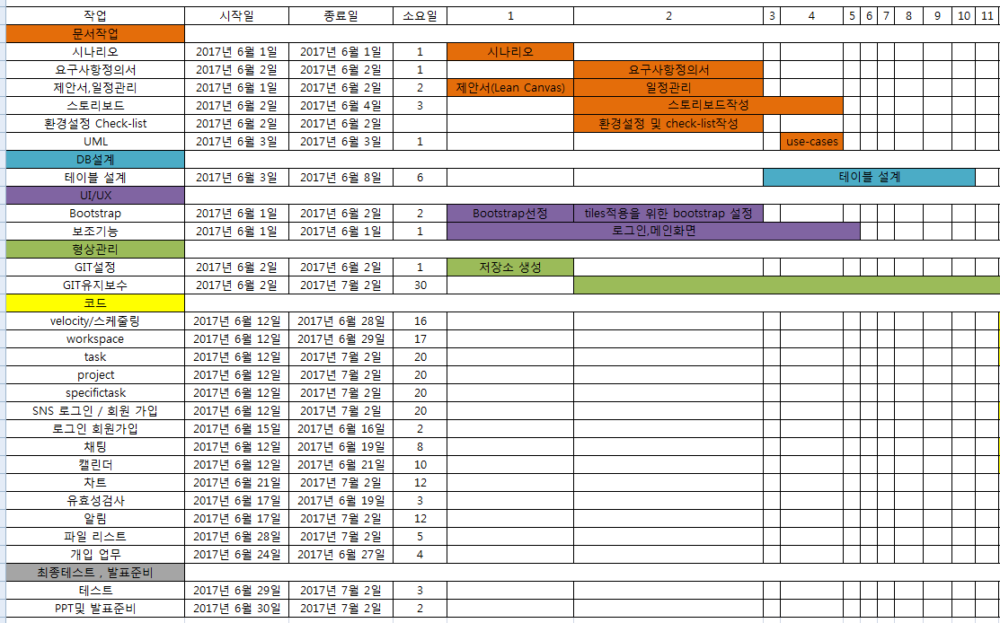 작업 시작일 종료일 소요일 1 2 3 4 5 6 7 8 9 10 11
문서작업
시나리오 2017년 6월 1일 2017년 6월 1일 1 시나리오
요구사항정의서 2017년 6월 2일 2017년 6월 2일 1 요구사항정의서
제안서,일정관리 2017년 6월 1일 2017년 6월 2일 2 제안서(Lean Canvas) 일정관리
스토리보드 2017년 6월 2일 2017년 6월 4일 3 스토리보드작성
환경설정 Check-list 2017년 6월 2일 2017년 6월 2일 환경설정 및 check-list작성
UML 2017년 6월 3일 2017년 6월 3일 1 use-cases
DB설계
테이블 설계 2017년 6월 3일 2017년 6월 8일 6 테이블 설계
UI/UX
Bootstrap 2017년 6월 1일 2017년 6월 2일 2 Bootstrap선정 tiles적용을 위한 bootstrap 설정
보조기능 2017년 6월 1일 2017년 6월 1일 1 로그인,메인화면
형상관리
GIT설정 2017년 6월 2일 2017년 6월 2일 1 저장소 생성
GIT유지보수 2017년 6월 2일 2017년 7월 2일 30
코드
velocity/스케줄링 2017년 6월 12일 2017년 6월 28일 16
workspace 2017년 6월 12일 2017년 6월 29일 17
task 2017년 6월 12일 2017년 7월 2일 20
project 2017년 6월 12일 2017년 7월 2일 20
specifictask 2017년 6월 12일 2017년 7월 2일 20
SNS 로그인 / 회원 가입 2017년 6월 12일 2017년 7월 2일 20
로그인 회원가입 2017년 6월 15일 2017년 6월 16일 2
채팅 2017년 6월 12일 2017년 6월 19일 8
캘린더 2017년 6월 12일 2017년 6월 21일 10
차트 2017년 6월 21일 2017년 7월 2일 12
유효성검사 2017년 6월 17일 2017년 6월 19일 3
알림 2017년 6월 17일 2017년 7월 2일 12
파일 리스트 2017년 6월 28일 2017년 7월 2일 5
개입 업무 2017년 6월 24일 2017년 6월 27일 4
최종테스트 , 발표준비
테스트 2017년 6월 29일 2017년 7월 2일 3
PPT및 발표준비 2017년 6월 30일 2017년 7월 2일 2